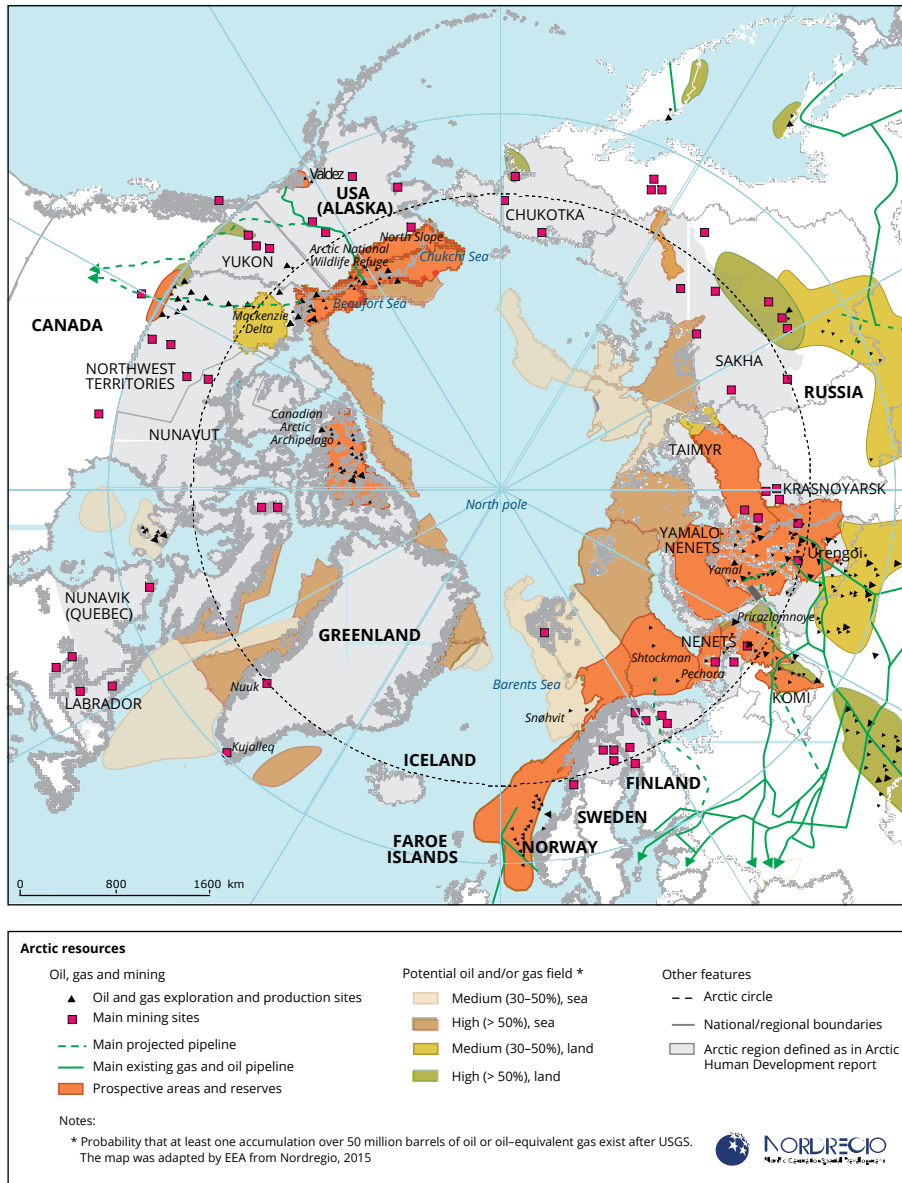 Valdez
USA
(ALASKA)
CHUKOTKA
North Slope
Arctic National
Wildlife Refuge
Chukchi Sea
YUKON
Beaufort Sea
Mackenzie
Delta
CANADA
NORTHWEST
TERRITORIES
SAKHA
RUSSIA
NUNAVUT
Canadian
Arctic
Archipelago
TAIMYR
KRASNOYARSK
North pole
YAMALO-
NENETS
Urengoi
Yamal
NUNAVIK
(QUEBEC)
Prirazlomnoye
GREENLAND
NENETS
Shtockman
Pechora
Barents Sea
Nuuk
LABRADOR
KOMI
Snøhvit
Kujalleq
ICELAND
FINLAND
SWEDEN
FAROE
ISLANDS
NORWAY
0 800 1600 km
Arctic resources
Oil, gas and mining
Oil and gas exploration and production sites
Main mining sites
Main projected pipeline
Main existing gas and oil pipeline
Prospective areas and reserves
Potential oil and/or gas field *
Medium (30–50%), sea
High (> 50%), sea
Medium (30–50%), land
High (> 50%), land
Other features
Arctic circle
National/regional boundaries
Arctic region defined as in Arctic
Human Development report
Notes:
* Probability that at least one accumulation over 50 million barrels of oil or oil–equivalent gas exist after USGS.
The map was adapted by EEA from Nordregio, 2015
NORDREGIO